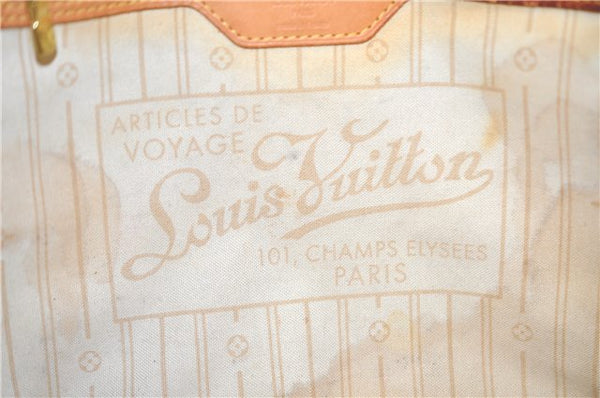 ARTICLES DE
VOYAGE
Louis Vuitton
101, CHAMPS ELYSEES
PARIS